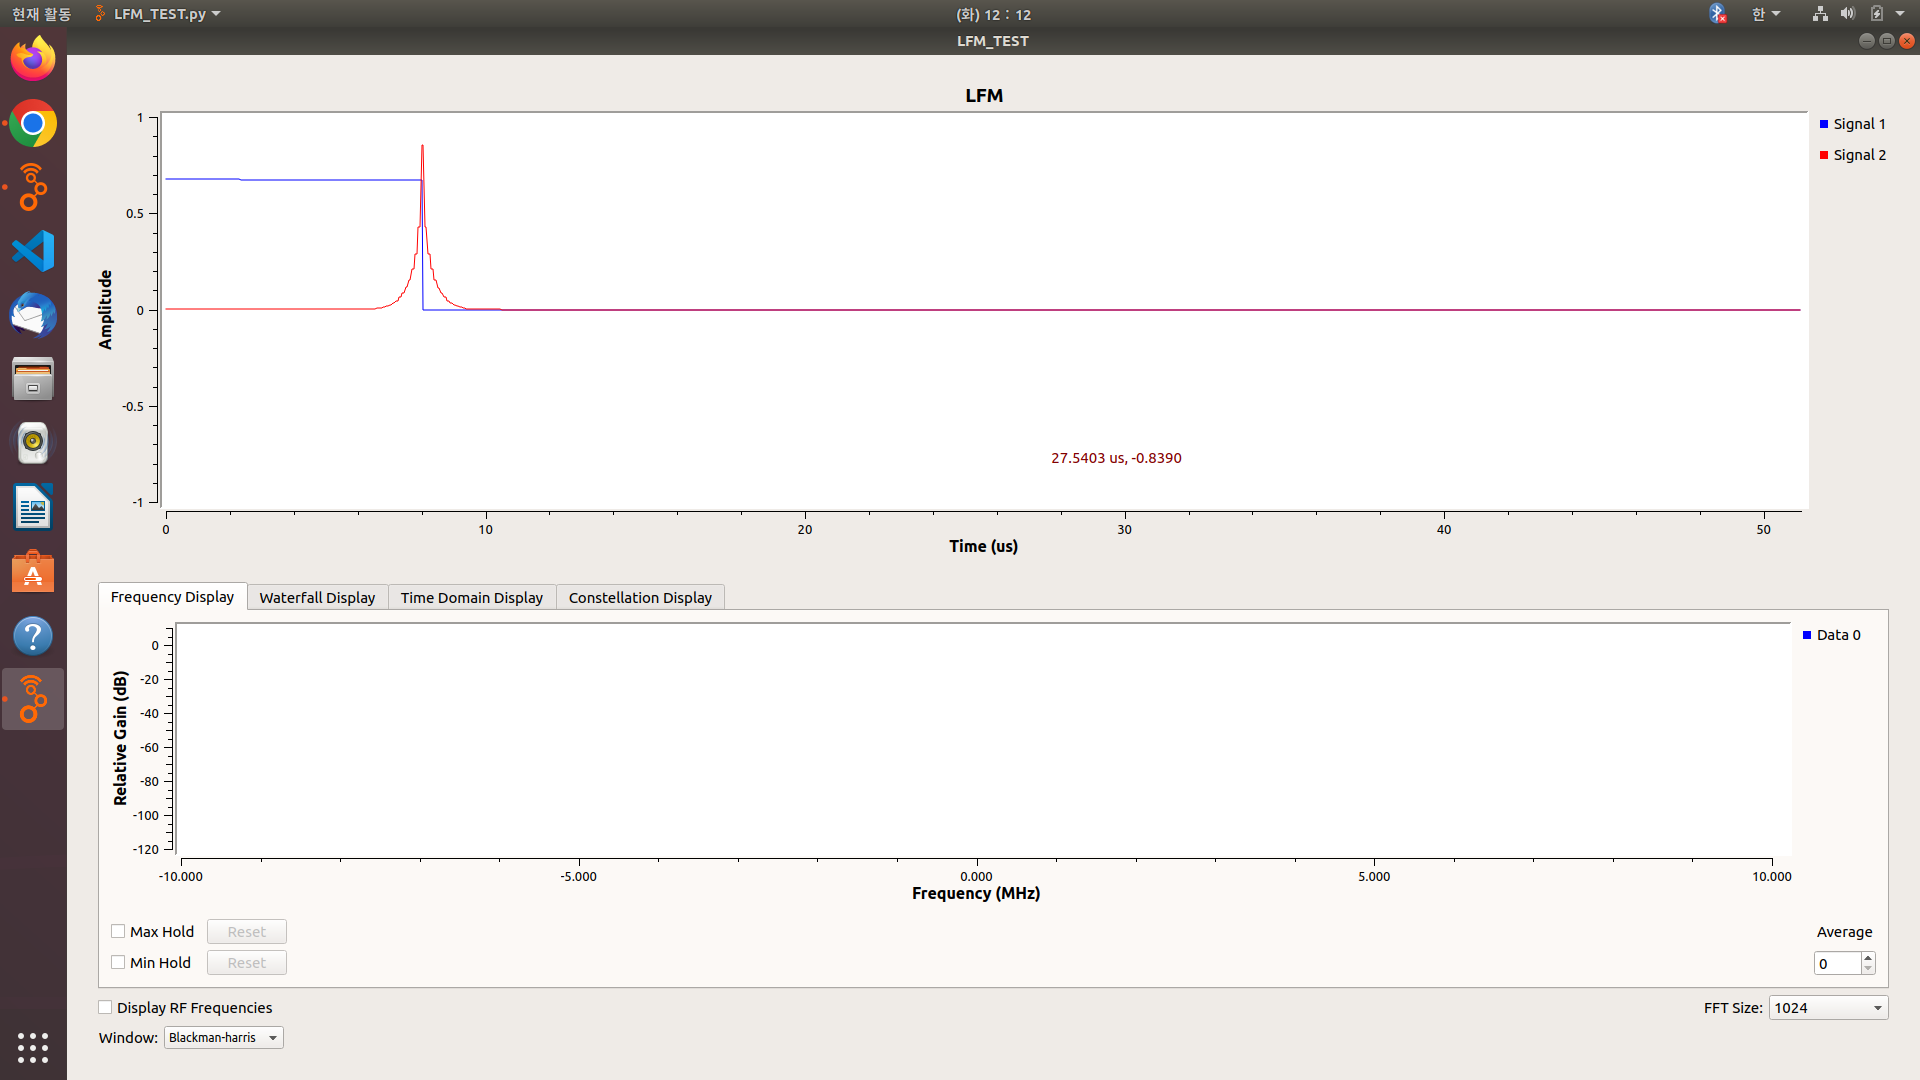 현재 활동 LFM_TEST.py (화) 12 : 12 한
LFM_TEST
LFM
Signal 1
Signal 2
1
0.5
0
-0.5
-1
Amplitude
27.5403 us, -0.8390
0 10 20 30 40 50
Time (us)
Frequency Display Waterfall Display Time Domain Display Constellation Display
Data 0
0
-20
-40
-60
-80
-100
-120
Relative Gain (dB)
-10.000 -5.000 0.000 5.000 10.000
Frequency (MHz)
Max Hold Reset Average
Min Hold Reset 0
Display RF Frequencies FFT Size: 1024
Window: Blackman-harris